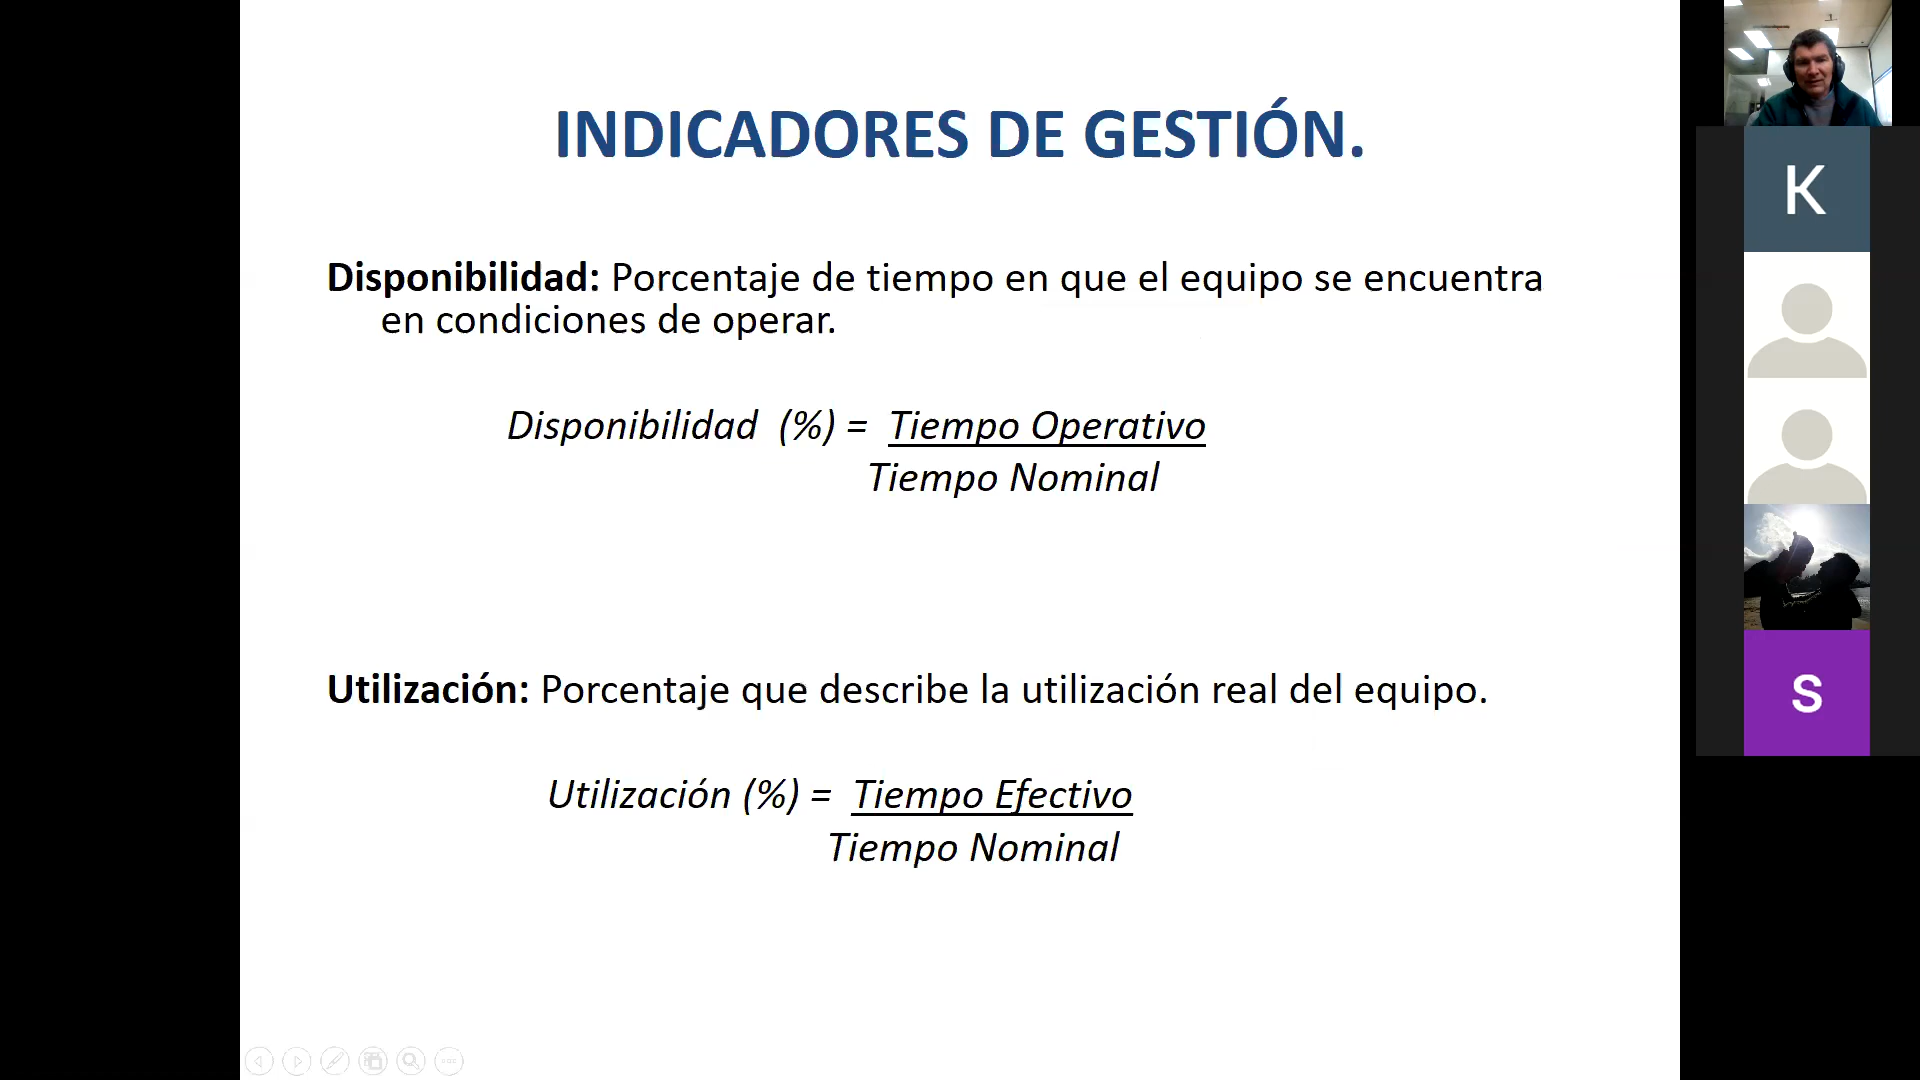 INDICADORES DE GESTIÓN.
Disponibilidad: Porcentaje de tiempo en que el equipo se encuentra
en condiciones de operar.
Disponibilidad (%) = Tiempo Operativo
Tiempo Nominal
Utilización: Porcentaje que describe la utilización real del equipo.
Utilización (%) = Tiempo Efectivo
Tiempo Nominal
K
S